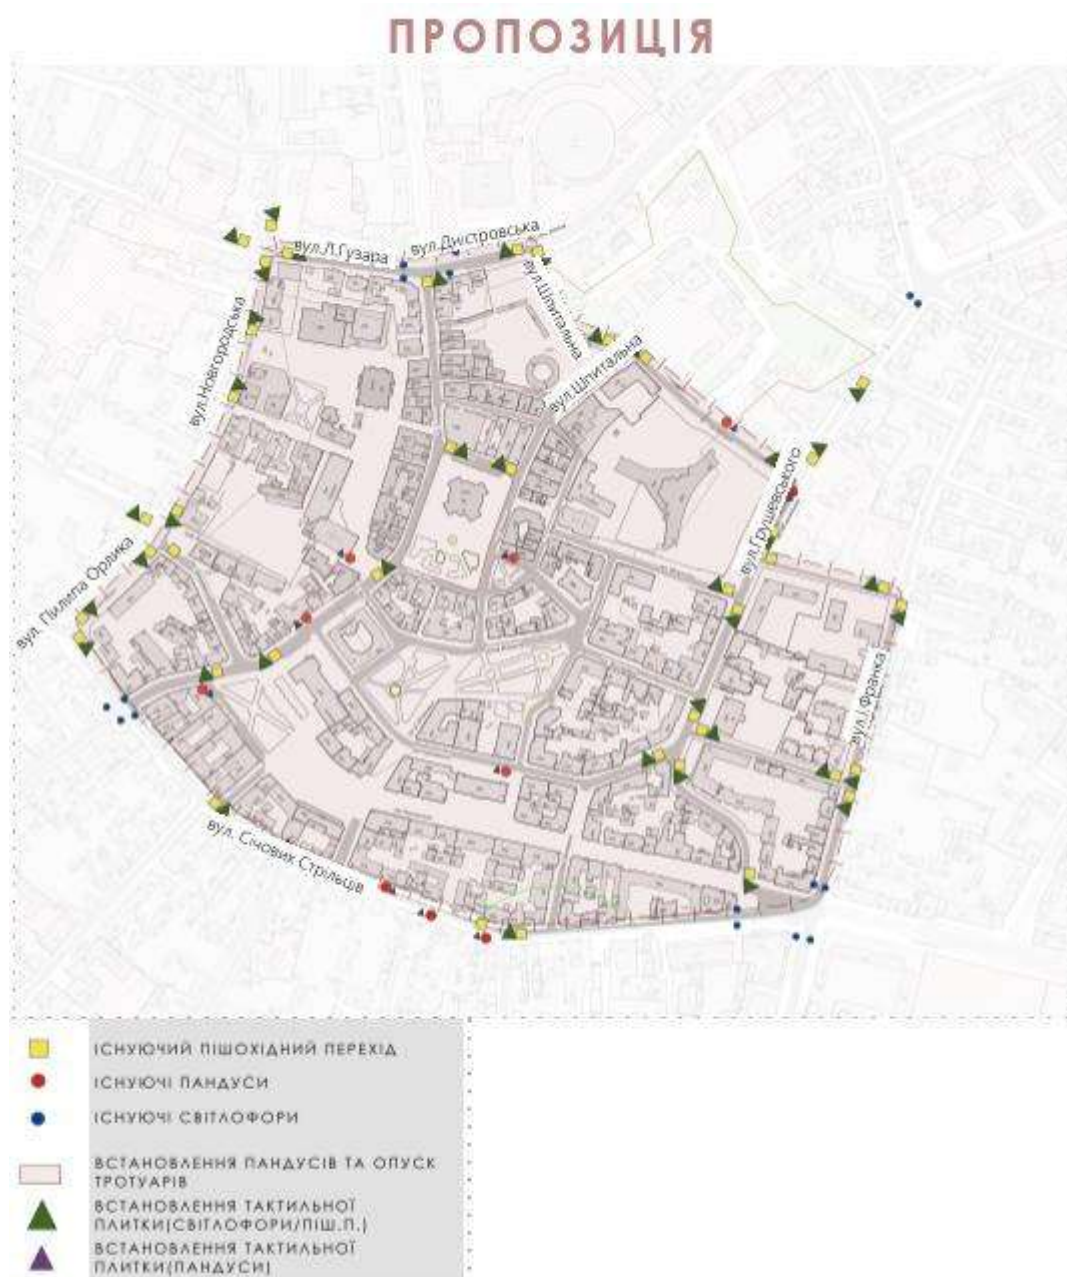 ПРОПОЗИЦІЯ
вул.Л.Гузара
вул.Дністровська
вул.Шпитальна
вул.Шпитальна
вул.Новгородська
вул.Грушевського
вул. Пилипа Орлика
вул.І.Франка
вул. Січових Стрільців
ІСНУЮЧИЙ ПІШОХІДНИЙ ПЕРЕХІД
ІСНУЮЧІ ПАНДУСИ
ІСНУЮЧІ СВІТЛОФОРИ
ВСТАНОВЛЕННЯ ПАНДУСІВ ТА ОПУСК
ТРОТУАРІВ
ВСТАНОВЛЕННЯ ТАКТИЛЬНОЇ
ПЛИТКИ(СВІТЛОФОРИ/ПІШ.П.)
ВСТАНОВЛЕННЯ ТАКТИЛЬНОЇ
ПЛИТКИ(ПАНДУСИ)